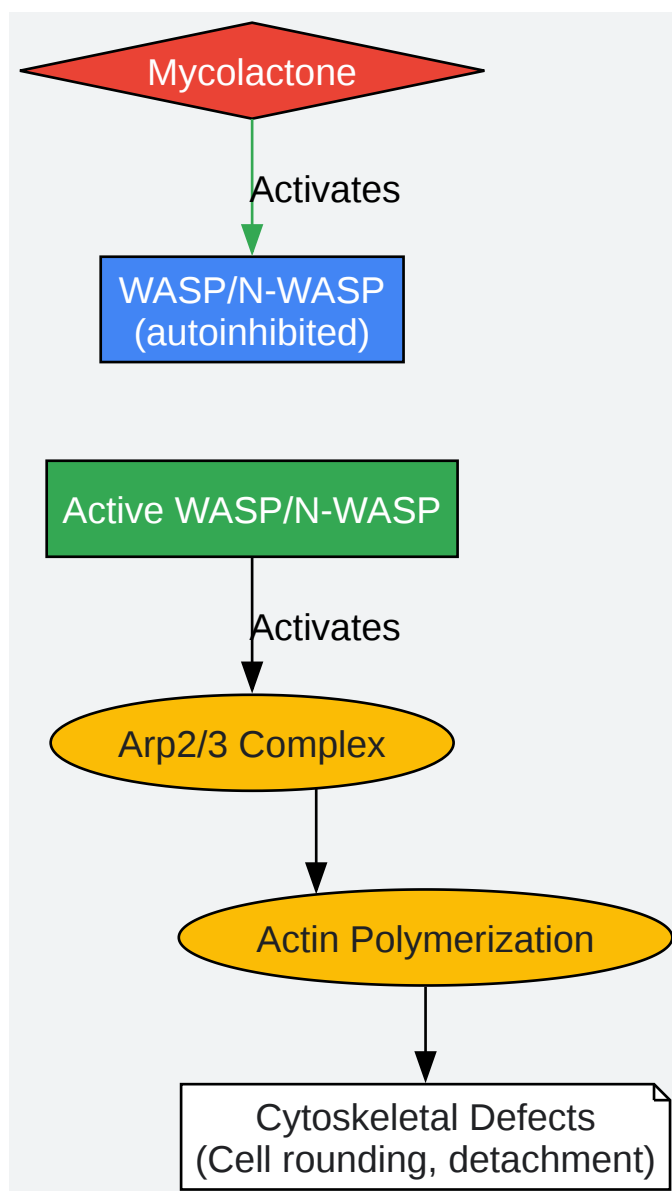 Mycolactone
Activates
WASP/N-WASP
(autoinhibited)
Active WASP/N-WASP
Activates
Arp2/3 Complex
Actin Polymerization
Cytoskeletal Defects
(Cell rounding, detachment)